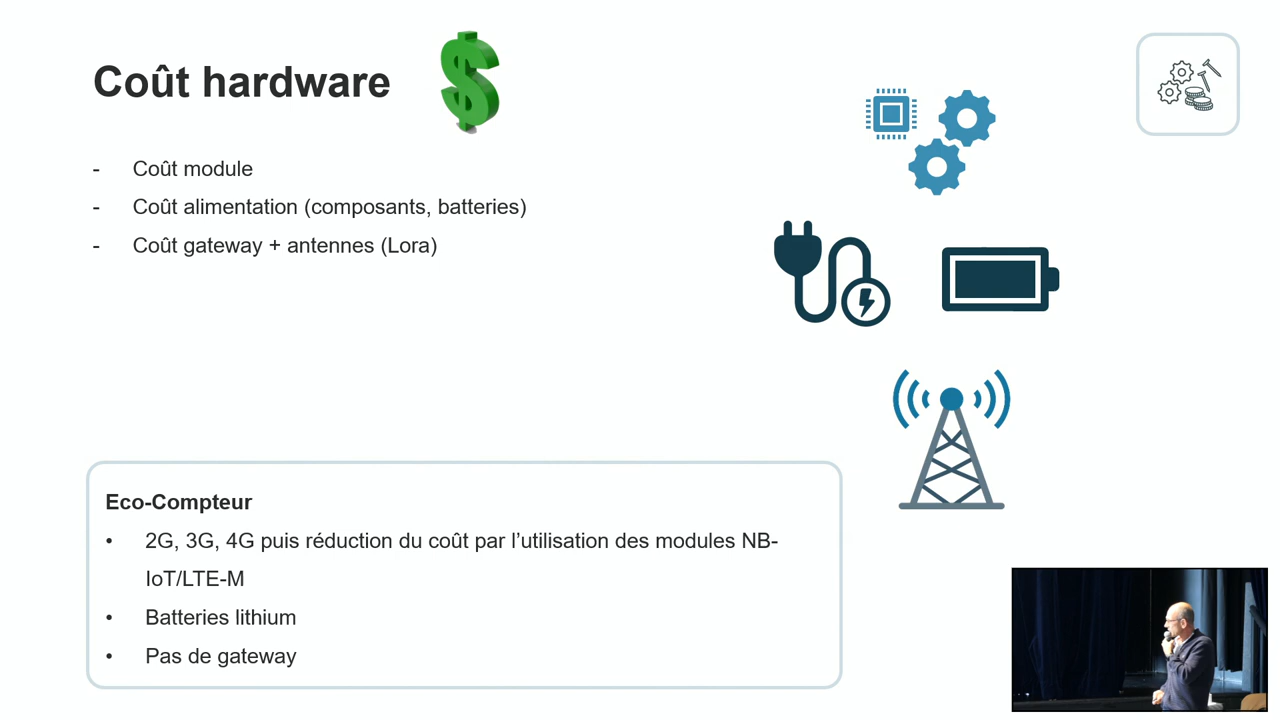 Coût hardware
- Coût module
- Coût alimentation (composants, batteries)
- Coût gateway + antennes (Lora)
Eco-Compteur
• 2G, 3G, 4G puis réduction du coût par l’utilisation des modules NB-
IoT/LTE-M
• Batteries lithium
• Pas de gateway